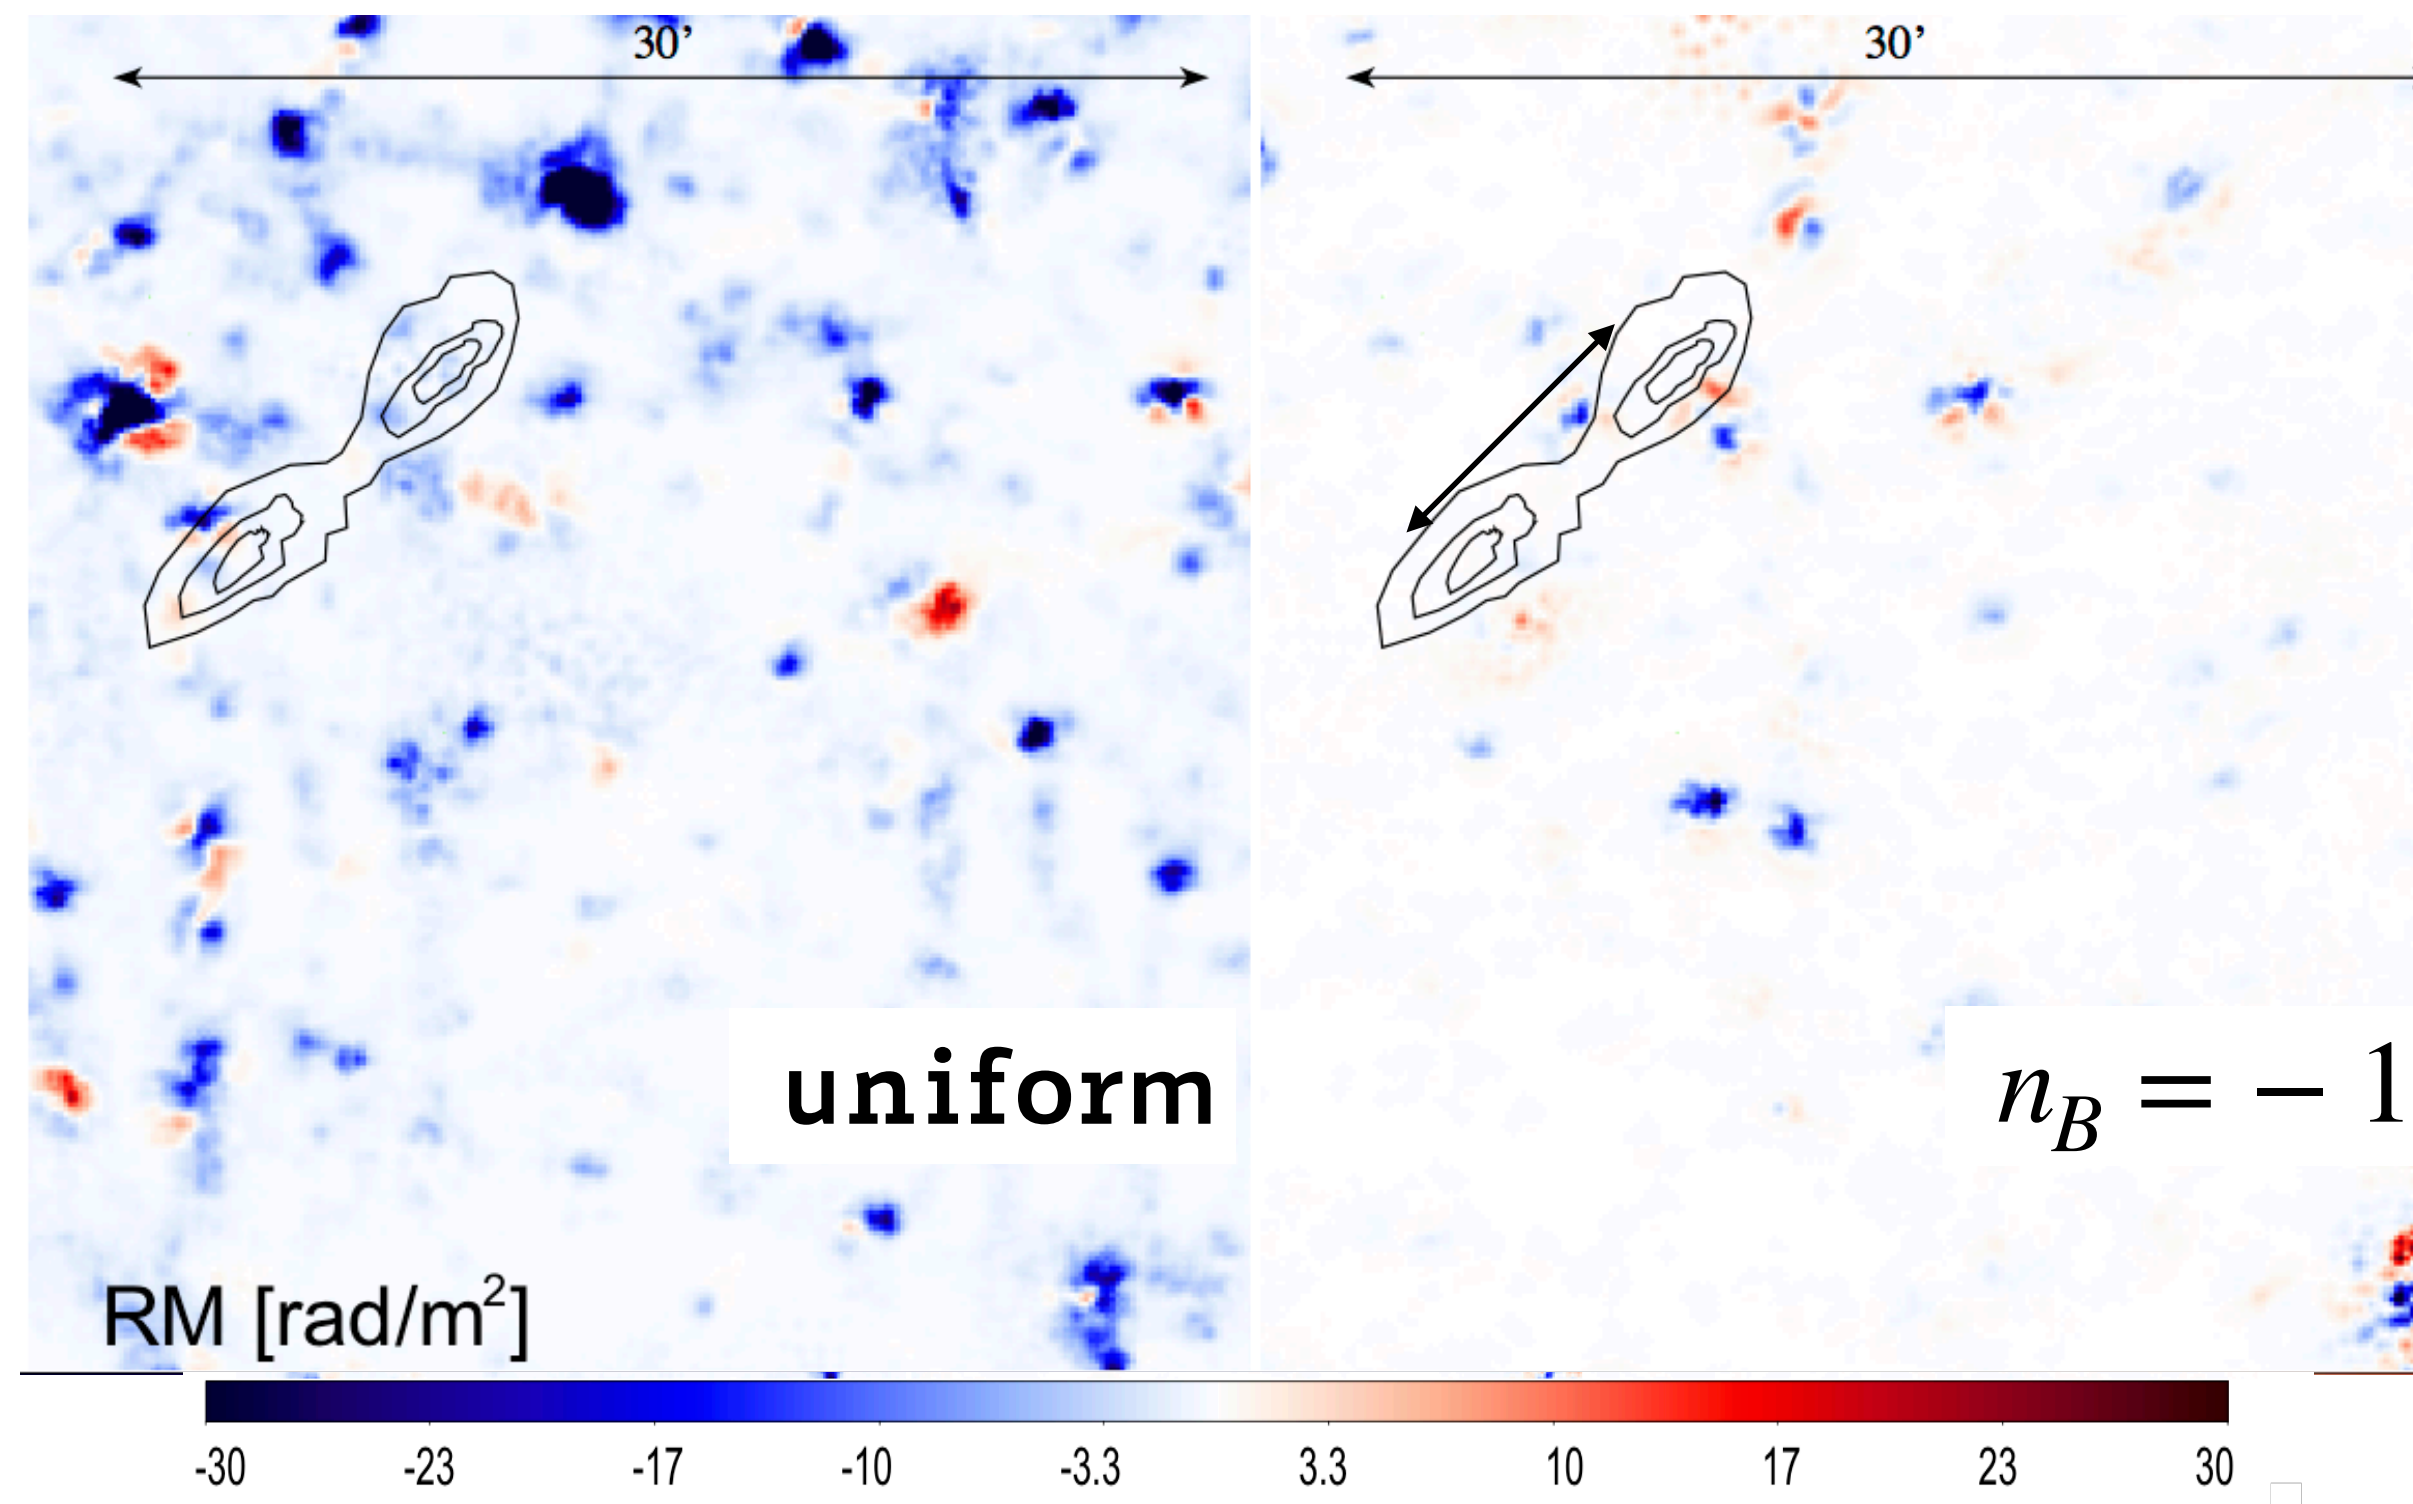 30’ 30’
uniform
n_B = − 1
RM [rad/m²]
-30 -23 -17 -10 -3.3 3.3 10 17 23 30